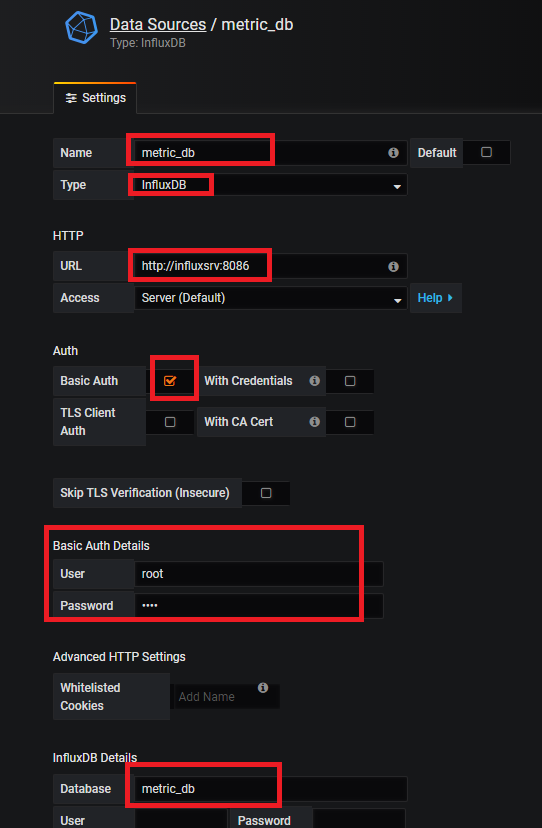 Data Sources / metric_db
Type: InfluxDB
Settings
Name metric_db Default
Type InfluxDB
HTTP
URL http://influxsrv:8086
Access Server (Default) Help
Auth
Basic Auth With Credentials
TLS Client
Auth
With CA Cert
Skip TLS Verification (Insecure)
Basic Auth Details
User root
Password ••••
Advanced HTTP Settings
Whitelisted
Cookies
Add Name
InfluxDB Details
Database metric_db
User Password